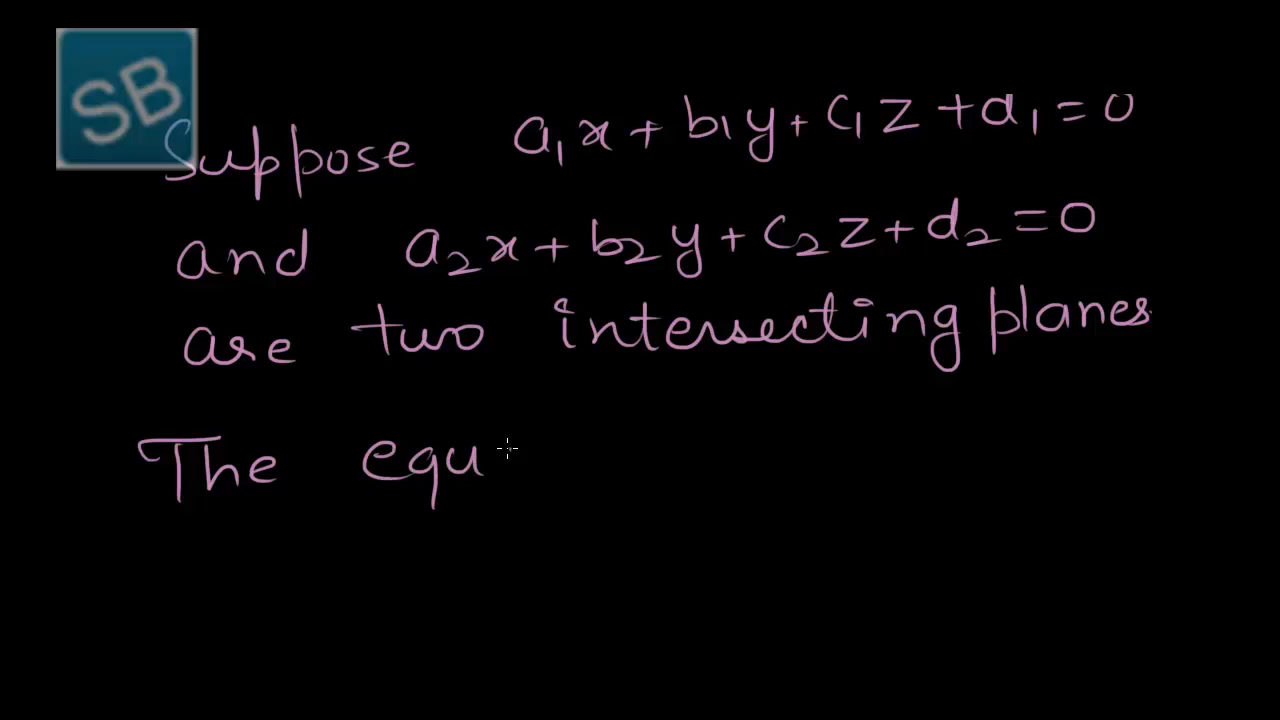 SB
Suppose a₁x + b₁y + c₁z + d₁ = 0
and a₂x + b₂y + c₂z + d₂ = 0
are two intersecting planes.
The equ